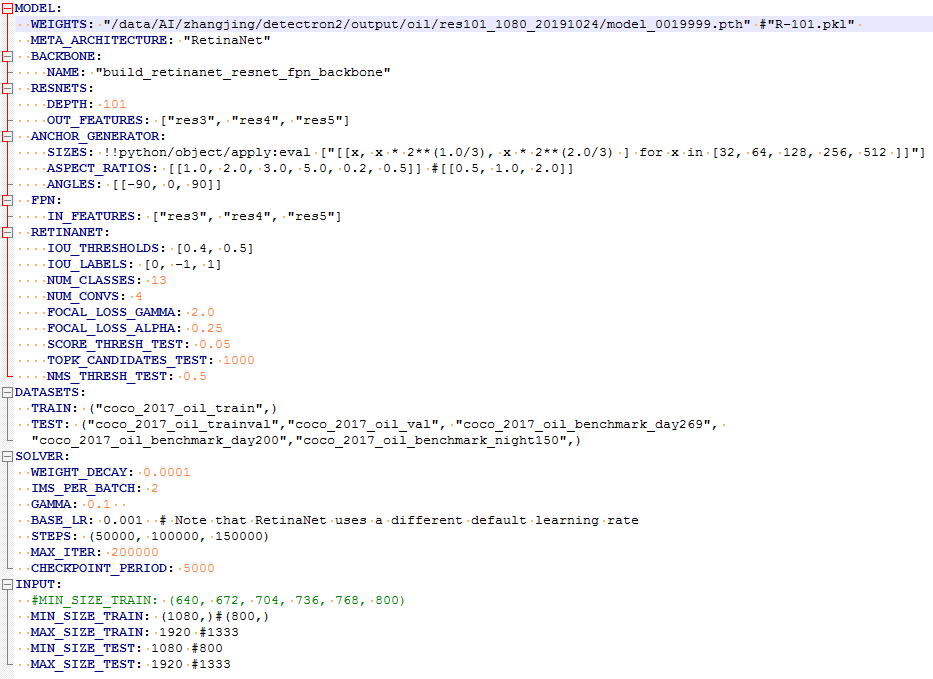 MODEL:
  WEIGHTS: "/data/AI/zhangjing/detectron2/output/oil/res101_1080_20191024/model_0019999.pth" #"R-101.pkl"
  META_ARCHITECTURE: "RetinaNet"
  BACKBONE:
    NAME: "build_retinanet_resnet_fpn_backbone"
  RESNETS:
    DEPTH: 101
    OUT_FEATURES: ["res3", "res4", "res5"]
  ANCHOR_GENERATOR:
    SIZES: !!python/object/apply:eval ["[[x, x * 2**(1.0/3), x * 2**(2.0/3) ] for x in [32, 64, 128, 256, 512 ]]"]
    ASPECT_RATIOS: [[1.0, 2.0, 3.0, 5.0, 0.2, 0.5]] #[[0.5, 1.0, 2.0]]
    ANGLES: [[-90, 0, 90]]
  FPN:
    IN_FEATURES: ["res3", "res4", "res5"]
  RETINANET:
    IOU_THRESHOLDS: [0.4, 0.5]
    IOU_LABELS: [0, -1, 1]
    NUM_CLASSES: 13
    NUM_CONVS: 4
    FOCAL_LOSS_GAMMA: 2.0
    FOCAL_LOSS_ALPHA: 0.25
    SCORE_THRESH_TEST: 0.05
    TOPK_CANDIDATES_TEST: 1000
    NMS_THRESH_TEST: 0.5
DATASETS:
  TRAIN: ("coco_2017_oil_train",)
  TEST: ("coco_2017_oil_trainval","coco_2017_oil_val", "coco_2017_oil_benchmark_day269",
  "coco_2017_oil_benchmark_day200","coco_2017_oil_benchmark_night150",)
SOLVER:
  WEIGHT_DECAY: 0.0001
  IMS_PER_BATCH: 2
  GAMMA: 0.1
  BASE_LR: 0.001  # Note that RetinaNet uses a different default learning rate
  STEPS: (50000, 100000, 150000)
  MAX_ITER: 200000
  CHECKPOINT_PERIOD: 5000
INPUT:
  #MIN_SIZE_TRAIN: (640, 672, 704, 736, 768, 800)
  MIN_SIZE_TRAIN: (1080,)#(800,)
  MAX_SIZE_TRAIN: 1920 #1333
  MIN_SIZE_TEST: 1080 #800
  MAX_SIZE_TEST: 1920 #1333